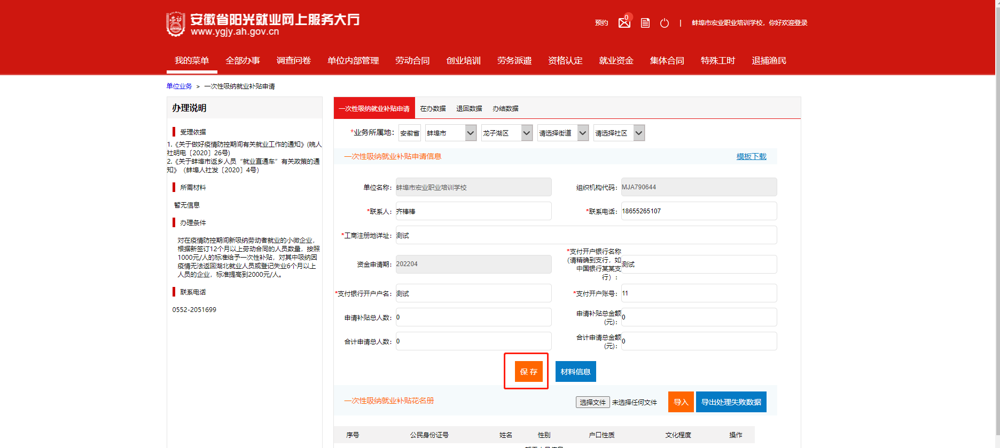 安徽省阳光就业网上服务大厅
www.ygjy.ah.gov.cn
预约 0 | 蚌埠市宏业职业培训学校，你好欢迎登录
我的菜单 全部办事 调查问卷 单位内部管理 劳动合同 创业培训 劳务派遣 资格认定 就业资金 集体合同 特殊工时 退捕渔民
单位业务 > 一次性吸纳就业补贴申请
办理说明
受理依据
1.《关于做好疫情防控期间有关就业工作的通知》(皖人
社明电〔2020〕26号)
2.《关于蚌埠市返乡人员“就业直通车”有关政策的通
知》（蚌埠人社发〔2020〕4号）
所需材料
暂无信息
办理条件
对在疫情防控期间新吸纳劳动者就业的小微企业，
根据新签订12个月以上劳动合同的人员数量，按照
1000元/人的标准给予一次性补贴，对其中吸纳因
疫情无法返回湖北就业人员或登记失业6个月以上
人员的企业，标准提高到2000元/人。
联系电话
0552-2051699
一次性吸纳就业补贴申请 在办数据 退回数据 办结数据
*业务所属地： 安徽省 蚌埠市 龙子湖区 请选择街道 请选择社区
一次性吸纳就业补贴申请信息 模板下载
单位名称： 蚌埠市宏业职业培训学校 组织机构代码： MJA790644
*联系人： 齐棒棒 *联系电话： 18655265107
*工商注册地详址： 测试
资金申请期： 202204
*支付开户银行名称
（请精确到支行，如
中国银行某某支
行）：
测试
*支付银行开户户名： 测试 *支付开户账号： 11
申请补贴总人数： 0
申请补贴总金额
(元)：
0
合计申请总人数： 0
合计申请总金额
(元)：
0
保 存 材料信息
一次性吸纳就业补贴花名册 选择文件 未选择任何文件 导入 导出处理失败数据
序号 公民身份证号 姓名 性别 户口性质 文化程度 操作